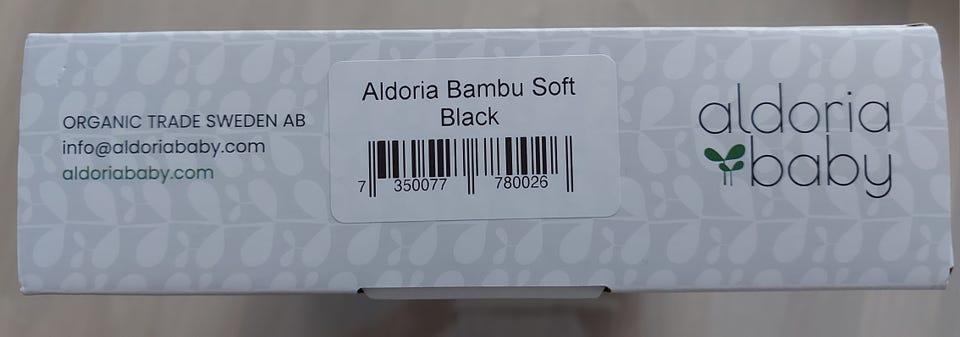 ORGANIC TRADE SWEDEN AB
info@aldoriababy.com
aldoriababy.com
Aldoria Bambu Soft
Black
7 350077 780026
aldoria
baby